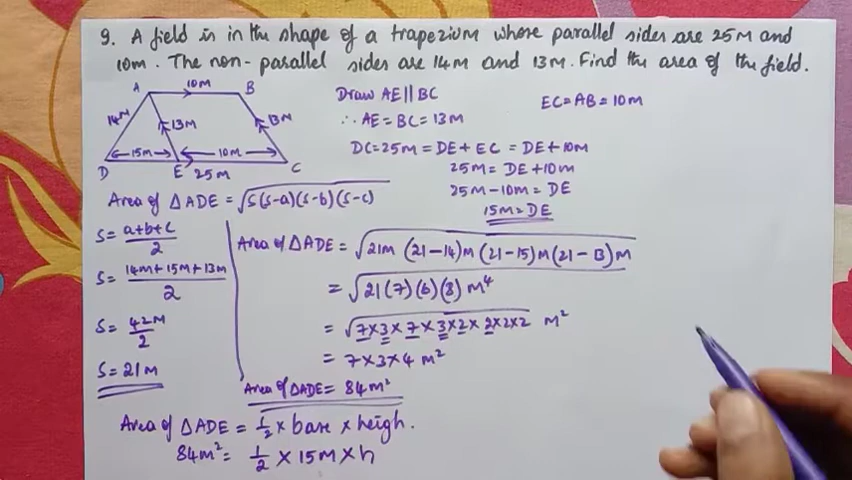 9. A field is in the shape of a trapezium whose parallel sides are 25M and
10M. The non-parallel sides are 14M and 13M. Find the area of the field.
A 10M B
14M 13M 13M
15M 10M
D E 25M C
Draw AE||BC
∴ AE = BC = 13M
EC = AB = 10M
DC = 25M = DE + EC = DE + 10M
25M = DE + 10M
25M - 10M = DE
15M = DE
Area of ΔADE = √S(S-a)(S-b)(S-c)
S = a+b+c/2
S = 14M+15M+13M/2
S = 42M/2
S = 21M
Area of ΔADE = √21M (21-14)M (21-15)M (21-13)M
= √21(7)(6)(8) M⁴
= √7×3×7×3×2×2×2×2 M²
= 7×3×4 M²
Area of ΔADE = 84M²
Area of ΔADE = 1/2 × base × heigh.
84M² = 1/2 × 15M × h